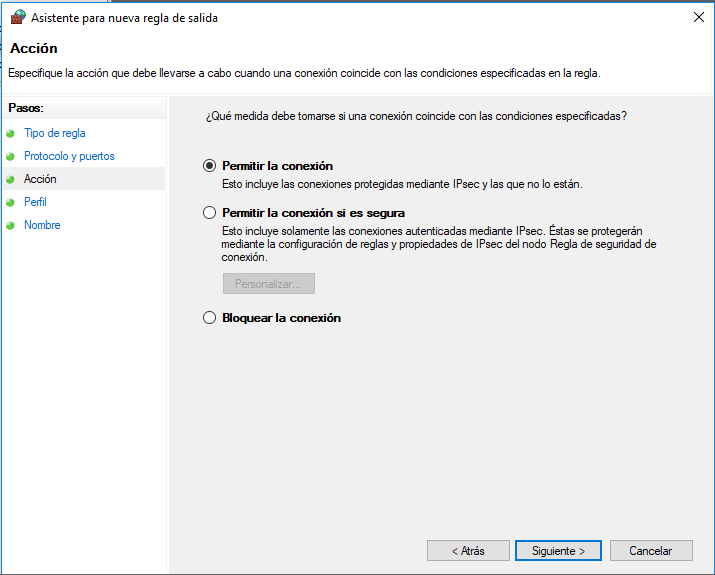 Asistente para nueva regla de salida
Acción
Especifique la acción que debe llevarse a cabo cuando una conexión coincide con las condiciones especificadas en la regla.
Pasos:
Tipo de regla
Protocolo y puertos
Acción
Perfil
Nombre
¿Qué medida debe tomarse si una conexión coincide con las condiciones especificadas?
Permitir la conexión
Esto incluye las conexiones protegidas mediante IPsec y las que no lo están.
Permitir la conexión si es segura
Esto incluye solamente las conexiones autenticadas mediante IPsec. Éstas se protegerán
mediante la configuración de reglas y propiedades de IPsec del nodo Regla de seguridad de
conexión.
Personalizar...
Bloquear la conexión
< Atrás
Siguiente >
Cancelar